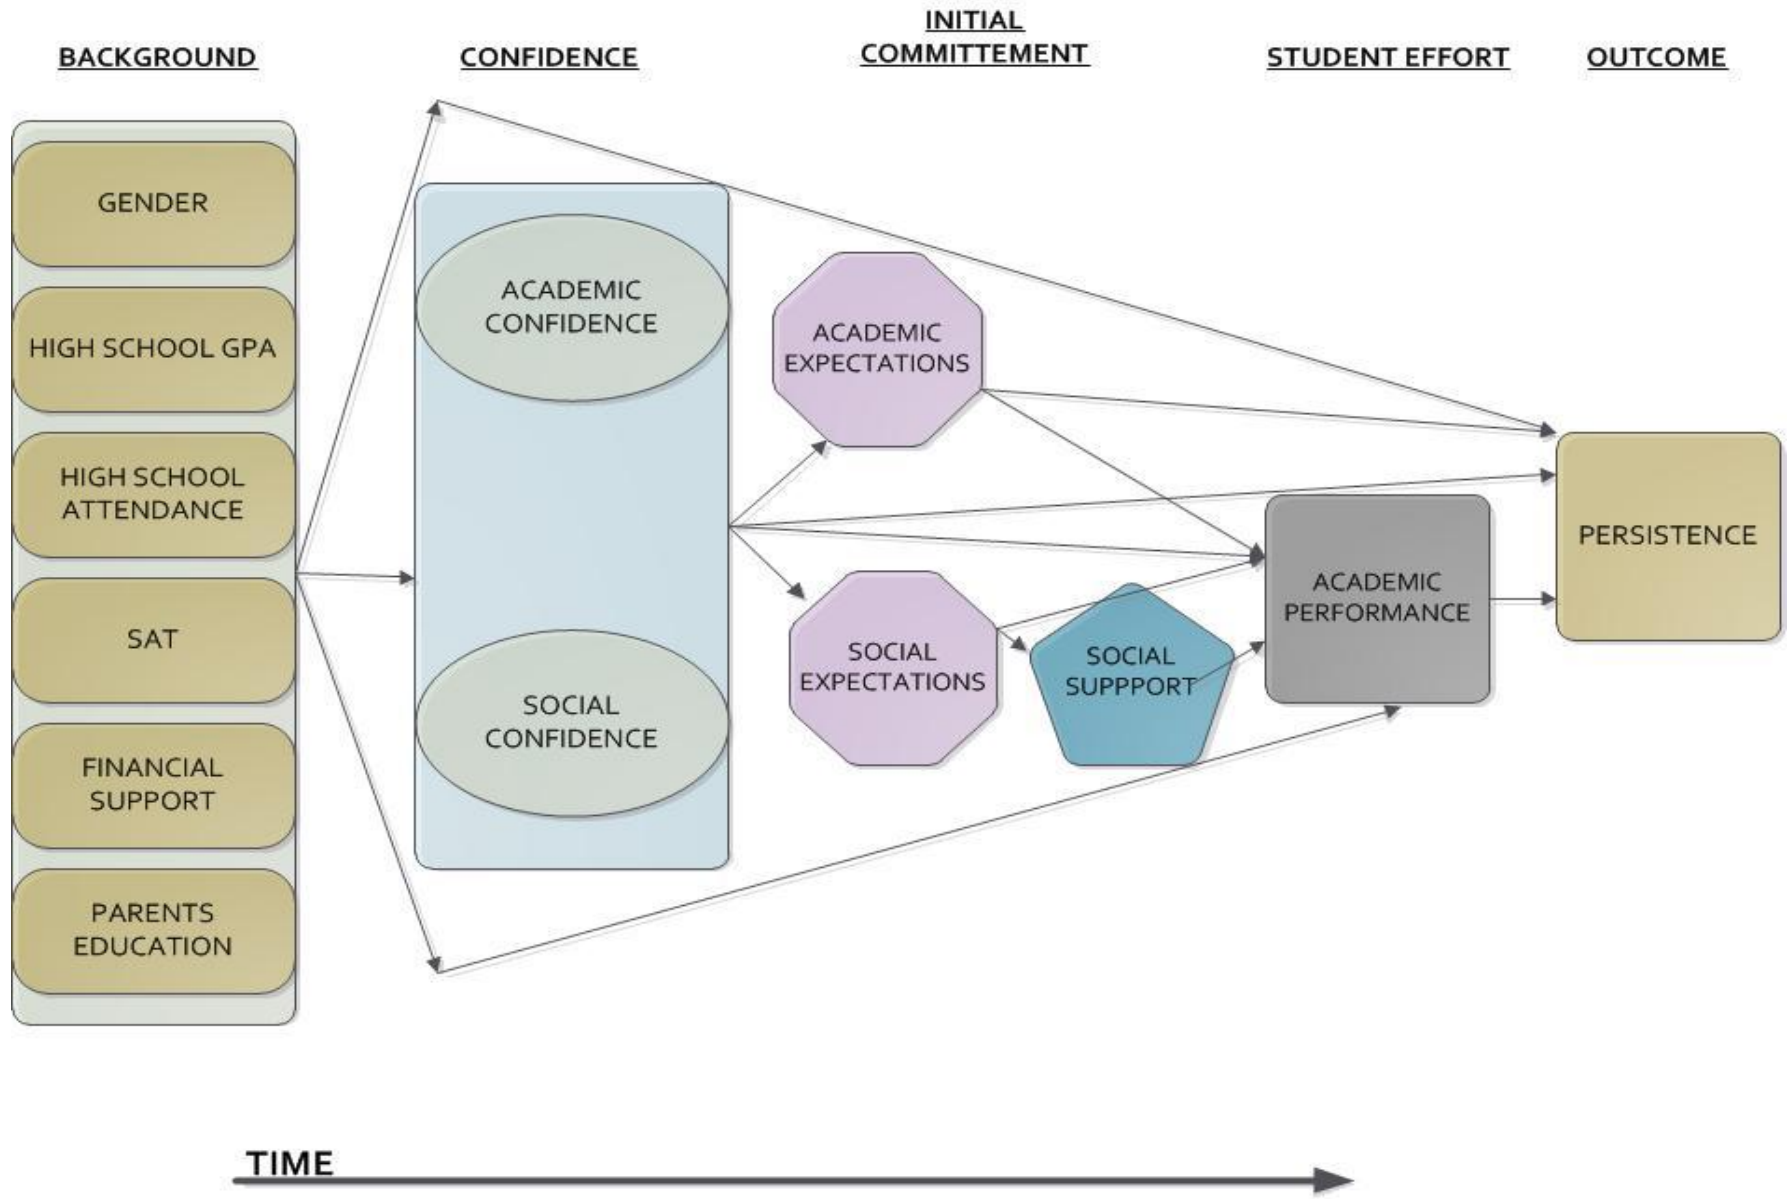 BACKGROUND
CONFIDENCE
INITIAL
COMMITTEMENT
STUDENT EFFORT
OUTCOME
GENDER
HIGH SCHOOL GPA
HIGH SCHOOL
ATTENDANCE
SAT
FINANCIAL
SUPPORT
PARENTS
EDUCATION
ACADEMIC
CONFIDENCE
SOCIAL
CONFIDENCE
ACADEMIC
EXPECTATIONS
SOCIAL
EXPECTATIONS
SOCIAL
SUPPPORT
ACADEMIC
PERFORMANCE
PERSISTENCE
TIME